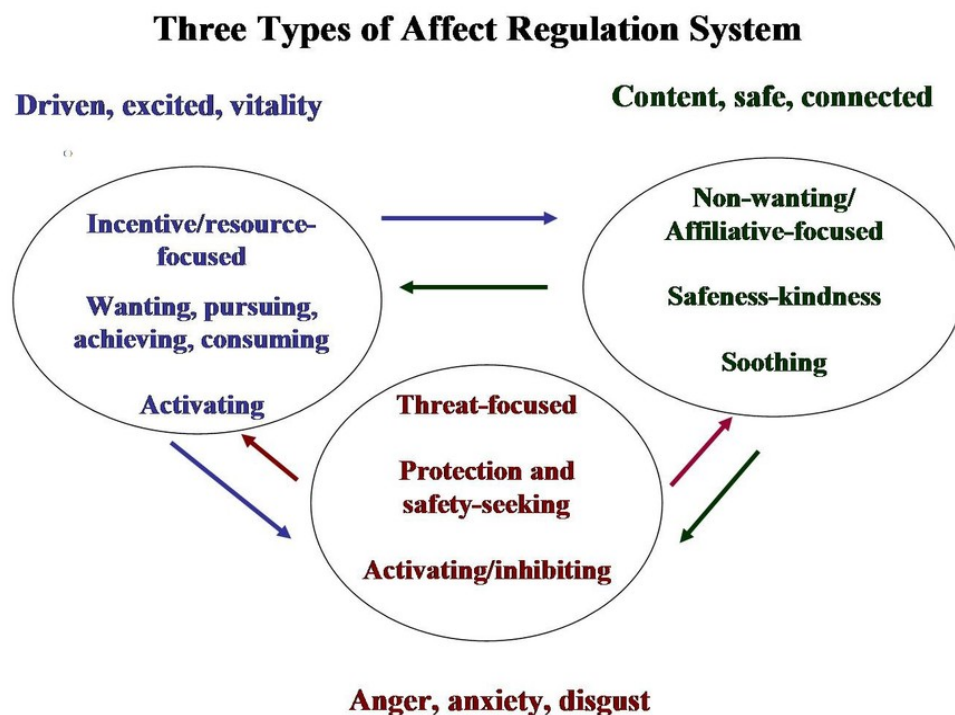 Three Types of Affect Regulation System
Driven, excited, vitality
Content, safe, connected
Incentive/resource-
focused
Wanting, pursuing,
achieving, consuming
Activating
Non-wanting/
Affiliative-focused
Safeness-kindness
Soothing
Threat-focused
Protection and
safety-seeking
Activating/inhibiting
Anger, anxiety, disgust